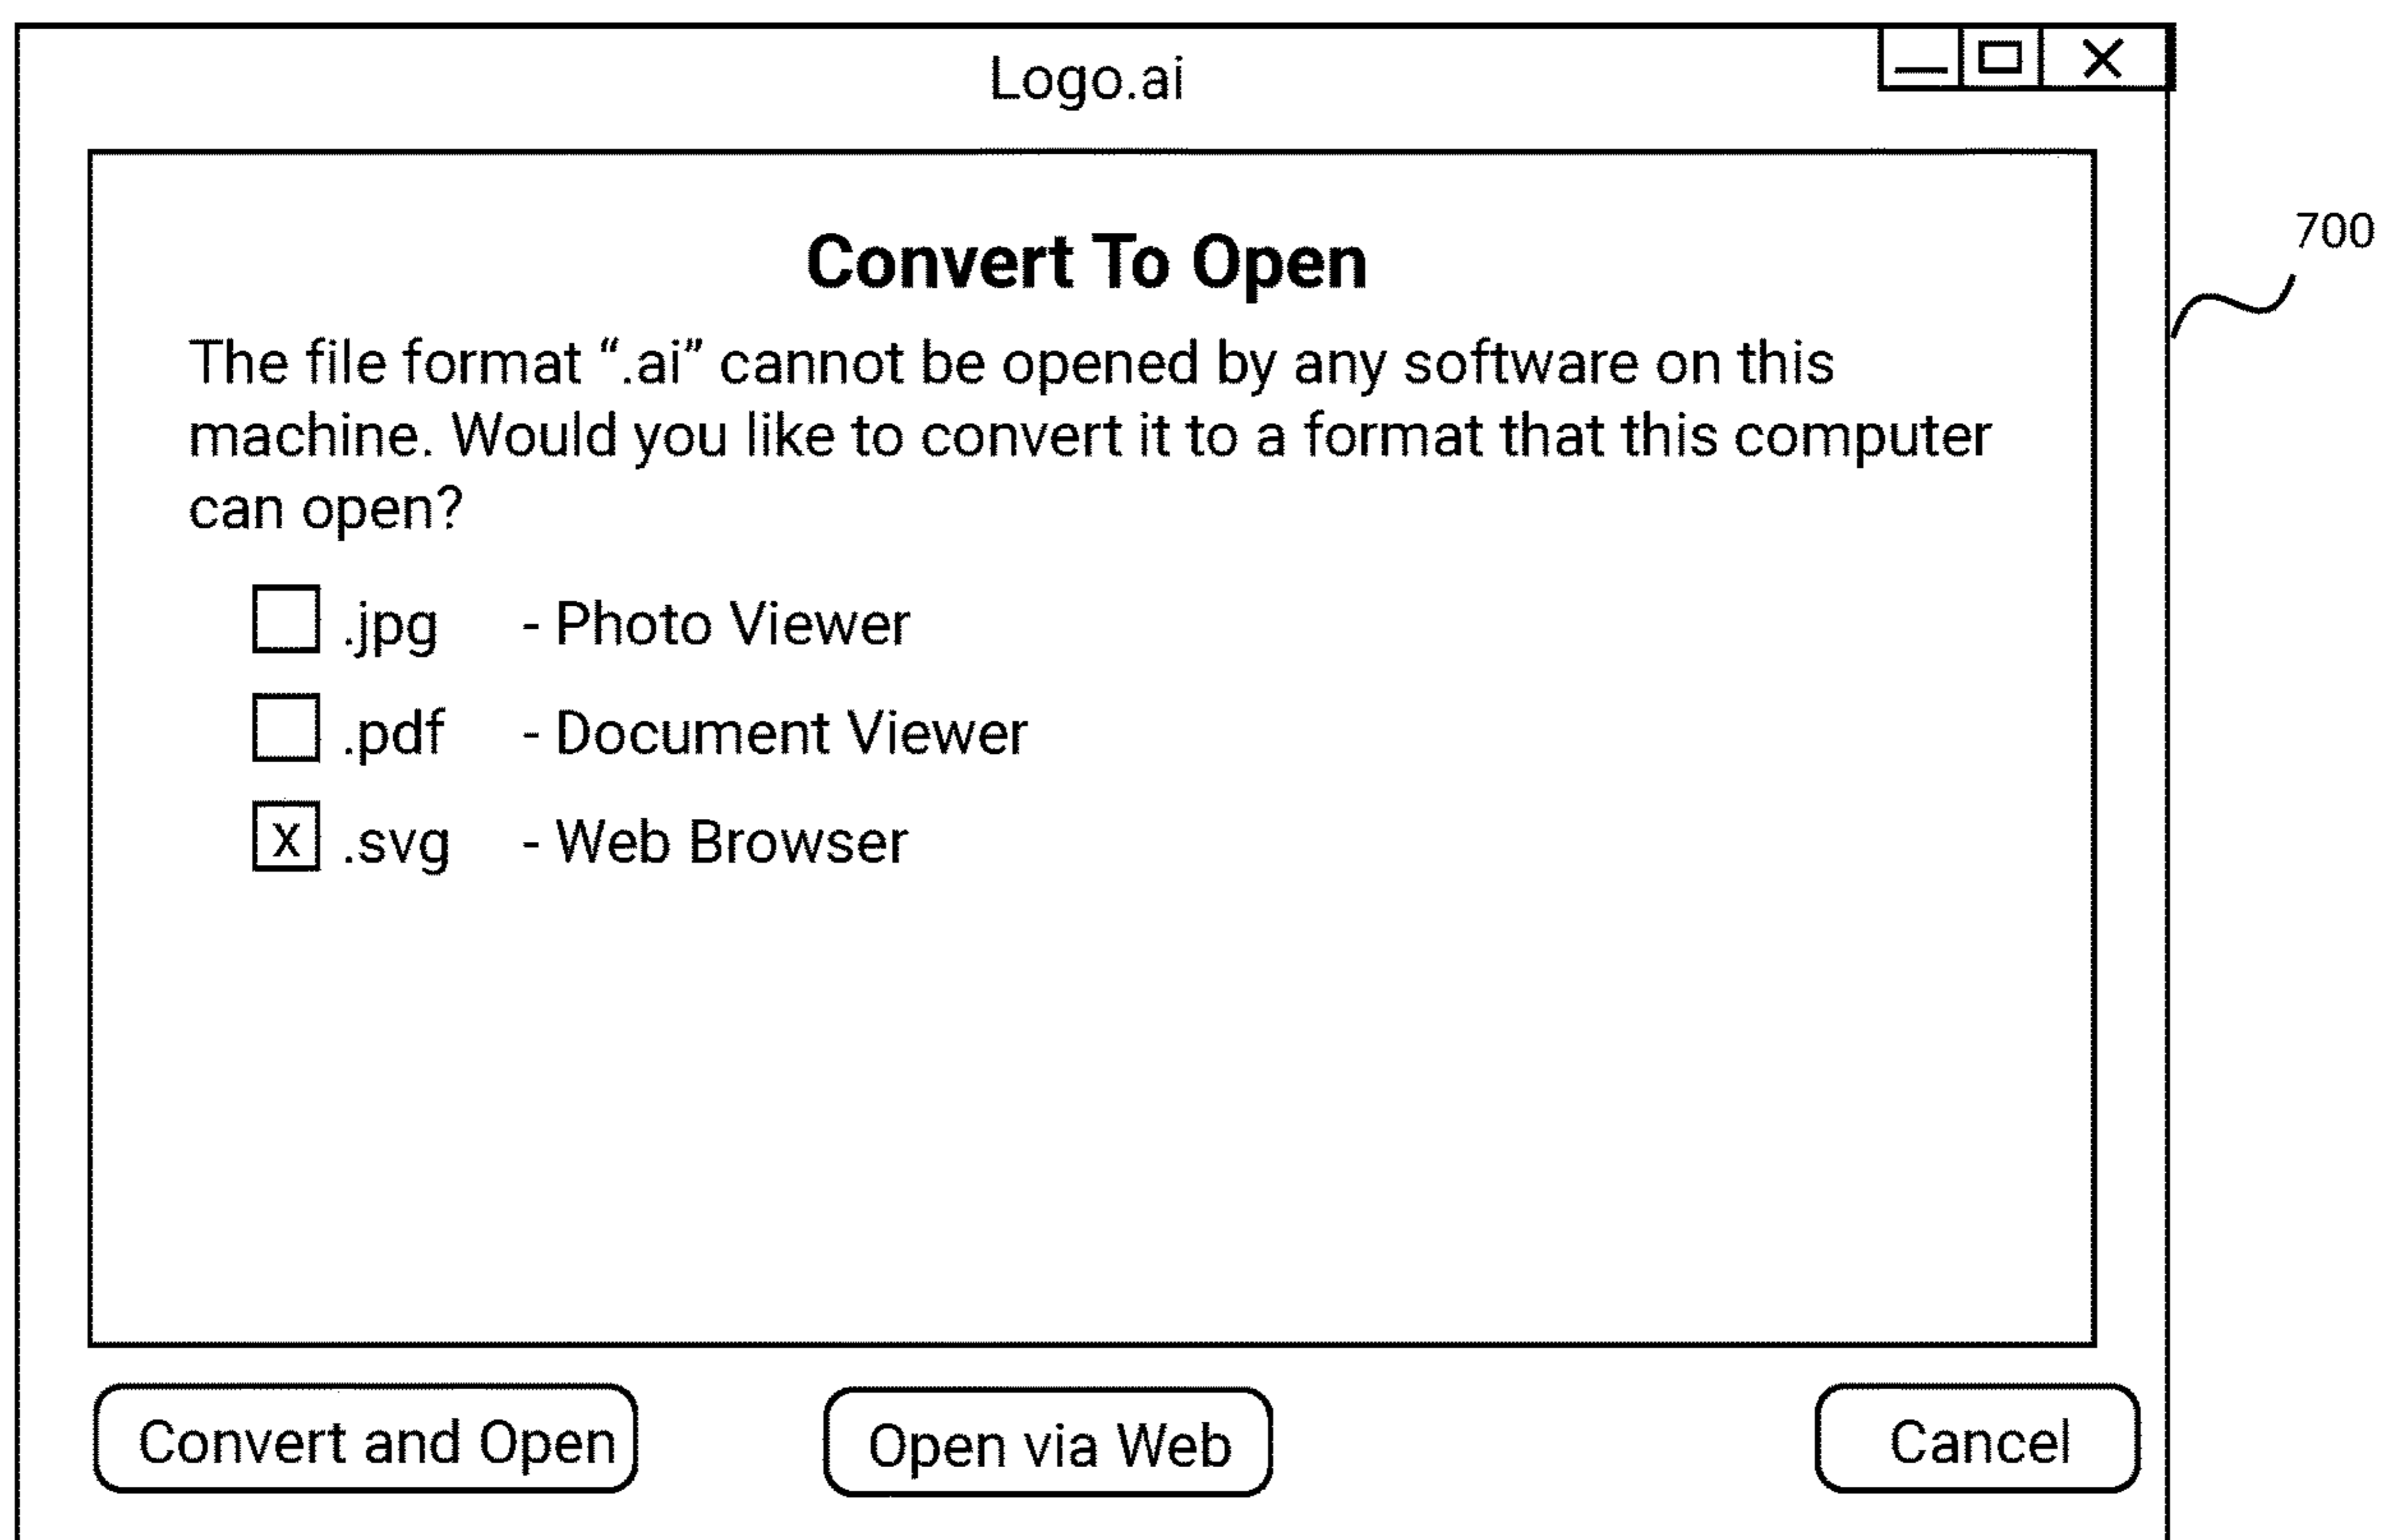 Logo.ai
700
Convert To Open
The file format “.ai” cannot be opened by any software on this
machine. Would you like to convert it to a format that this computer
can open?
.jpg - Photo Viewer
.pdf - Document Viewer
X .svg - Web Browser
Convert and Open Open via Web Cancel